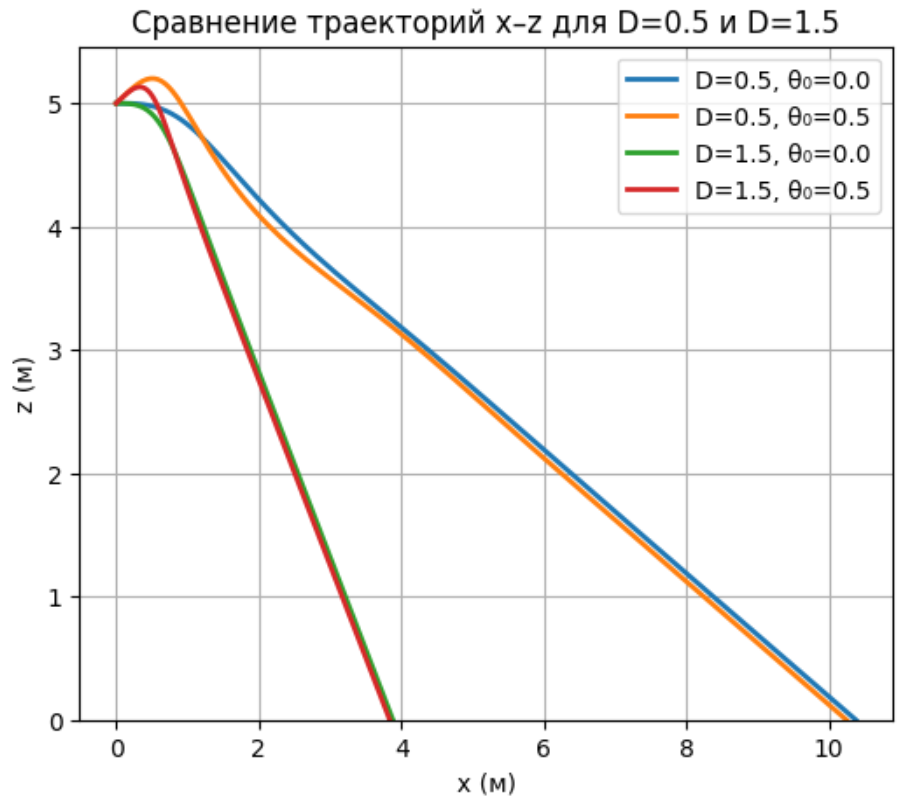 Сравнение траекторий x–z для D=0.5 и D=1.5
D=0.5, θ₀=0.0
D=0.5, θ₀=0.5
D=1.5, θ₀=0.0
D=1.5, θ₀=0.5
z (м)
5
4
3
2
1
0
0 2 4 6 8 10
x (м)